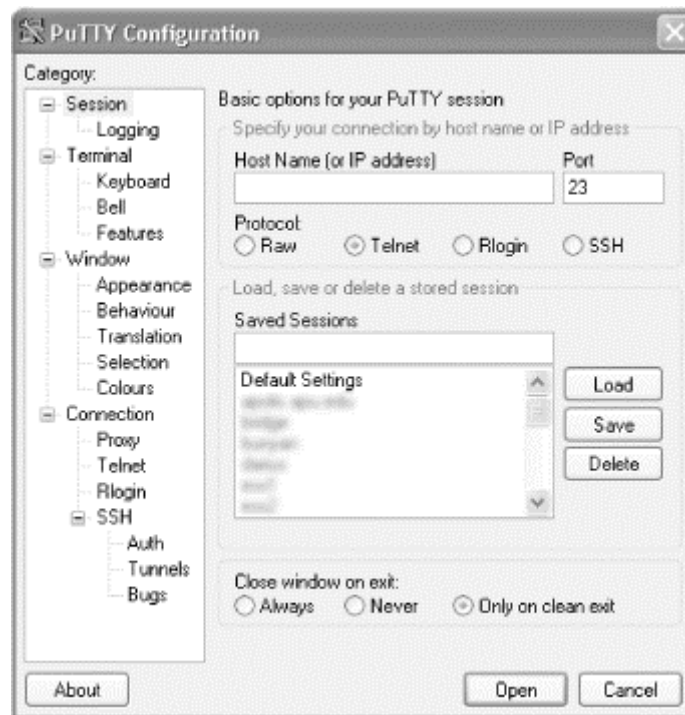 PuTTY Configuration
Category:
Session
Logging
Terminal
Keyboard
Bell
Features
Window
Appearance
Behaviour
Translation
Selection
Colours
Connection
Proxy
Telnet
Rlogin
SSH
Auth
Tunnels
Bugs
Basic options for your PuTTY session
Specify your connection by host name or IP address
Host Name (or IP address) Port
23
Protocol:
Raw Telnet Rlogin SSH
Load, save or delete a stored session
Saved Sessions
Default Settings
Load
Save
Delete
Close window on exit:
Always Never Only on clean exit
About Open Cancel